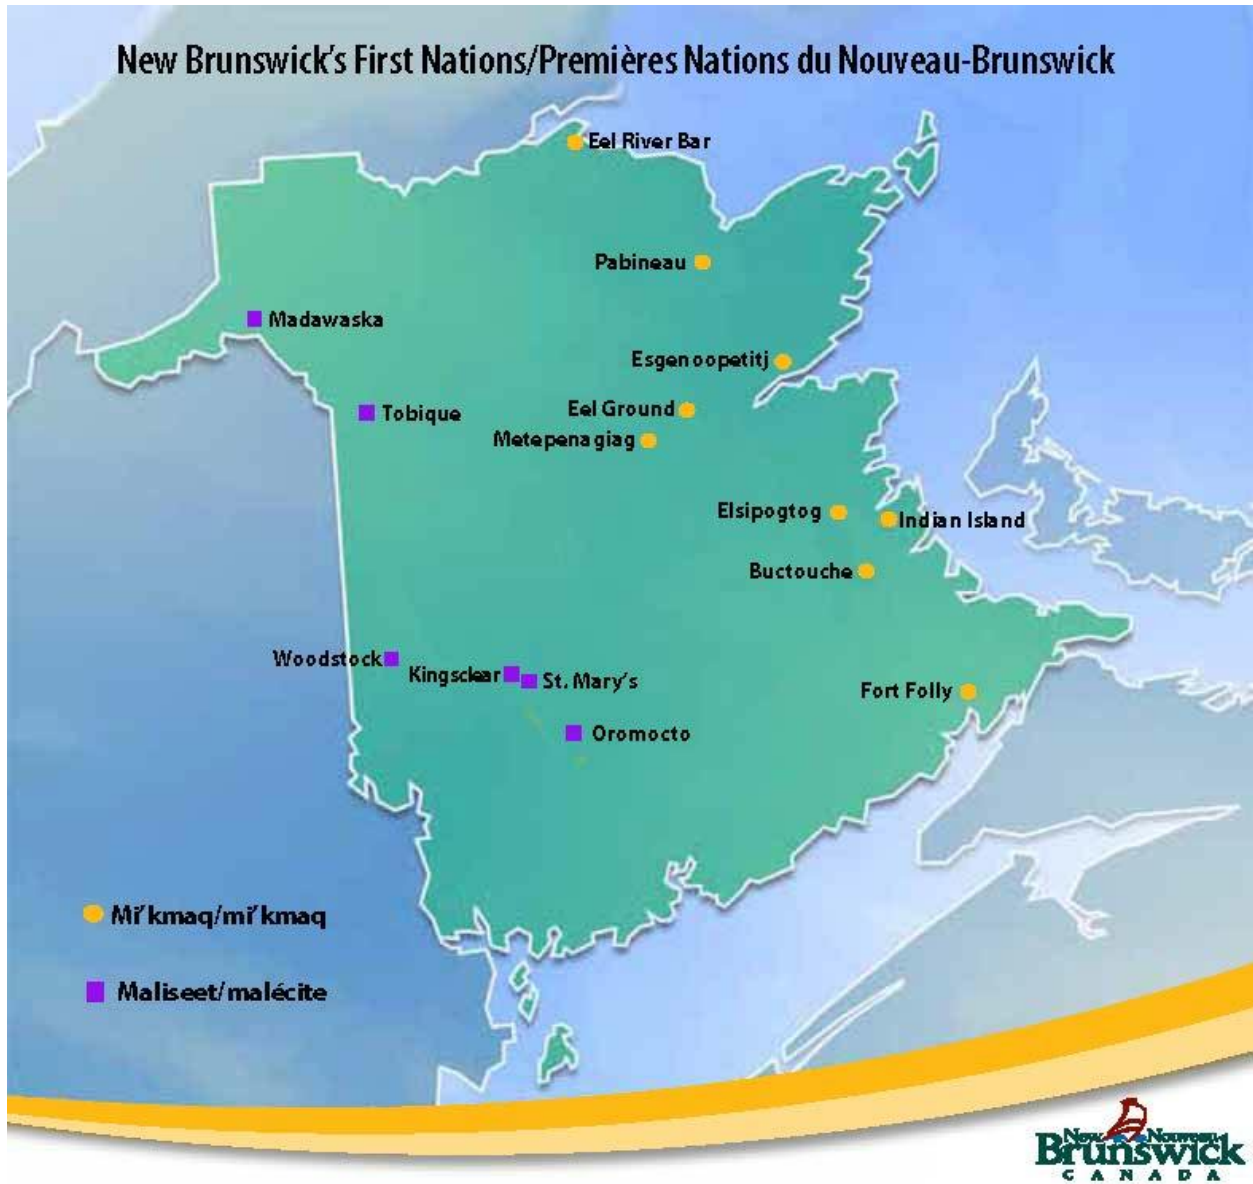 New Brunswick's First Nations/Premières Nations du Nouveau-Brunswick
Eel River Bar
Pabineau
Madawaska
Esgenoopetitj
Tobique
Eel Ground
Metepenagiag
Elsipogtog
Indian Island
Buctouche
Woodstock
Kingsclear
St. Mary's
Fort Folly
Oromocto
Mi'kmaq/mi'kmaq
Maliseet/malécite
New Nouveau
Brunswick
CANADA